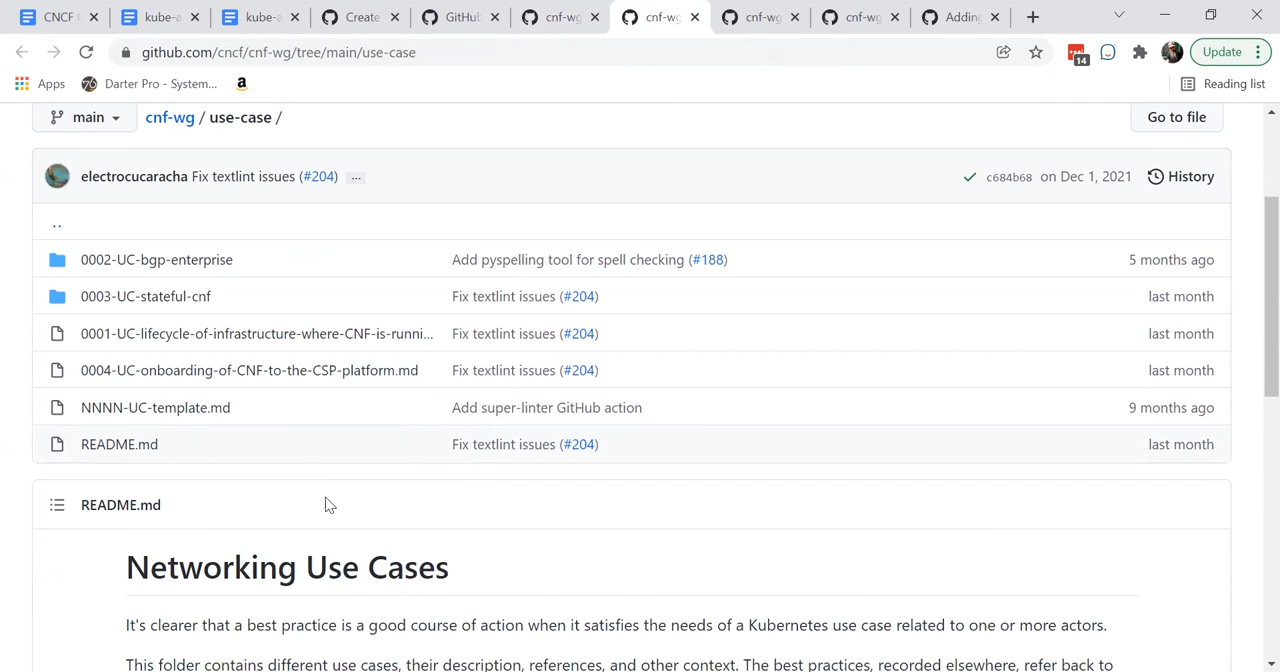 CNCF
kube-a
kube-a
Create
GitHub
cnf-wg
cnf-wg
cnf-wg
cnf-wg
Adding
github.com/cncf/cnf-wg/tree/main/use-case
14
Update
Apps
Darter Pro - System...
a
Reading list
main
cnf-wg / use-case /
Go to file
electrocucaracha Fix textlint issues (#204) ...
c684b68 on Dec 1, 2021 History
..
0002-UC-bgp-enterprise Add pyspelling tool for spell checking (#188) 5 months ago
0003-UC-stateful-cnf Fix textlint issues (#204) last month
0001-UC-lifecycle-of-infrastructure-where-CNF-is-runni... Fix textlint issues (#204) last month
0004-UC-onboarding-of-CNF-to-the-CSP-platform.md Fix textlint issues (#204) last month
NNNN-UC-template.md Add super-linter GitHub action 9 months ago
README.md Fix textlint issues (#204) last month
README.md
Networking Use Cases
It's clearer that a best practice is a good course of action when it satisfies the needs of a Kubernetes use case related to one or more actors.
This folder contains different use cases, their description, references, and other context. The best practices, recorded elsewhere, refer back to